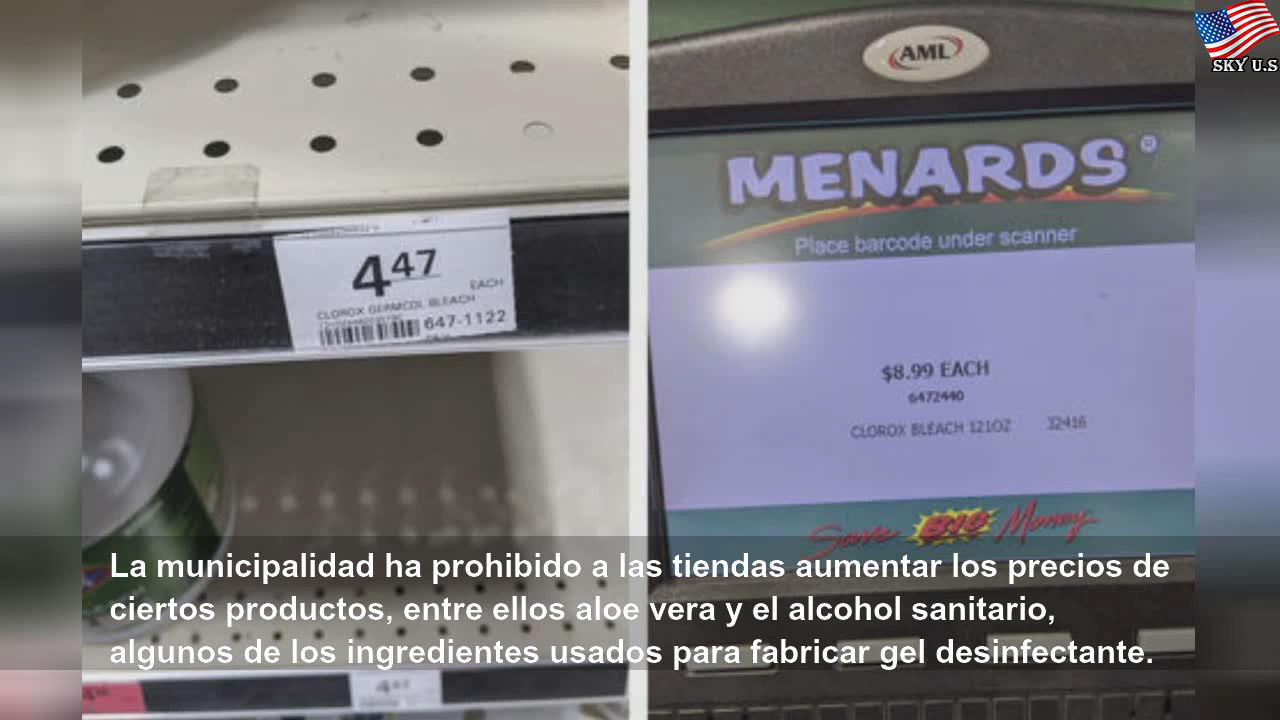 SKY U.S
AML
MENARDS®
Place barcode under scanner
4 47
EACH
CLOROX GERMCDL BLEACH
647-1122
$8.99 EACH
6472440
CLOROX BLEACH 121OZ 32416
Save BIG Money
La municipalidad ha prohibido a las tiendas aumentar los precios de
ciertos productos, entre ellos aloe vera y el alcohol sanitario,
algunos de los ingredientes usados para fabricar gel desinfectante.